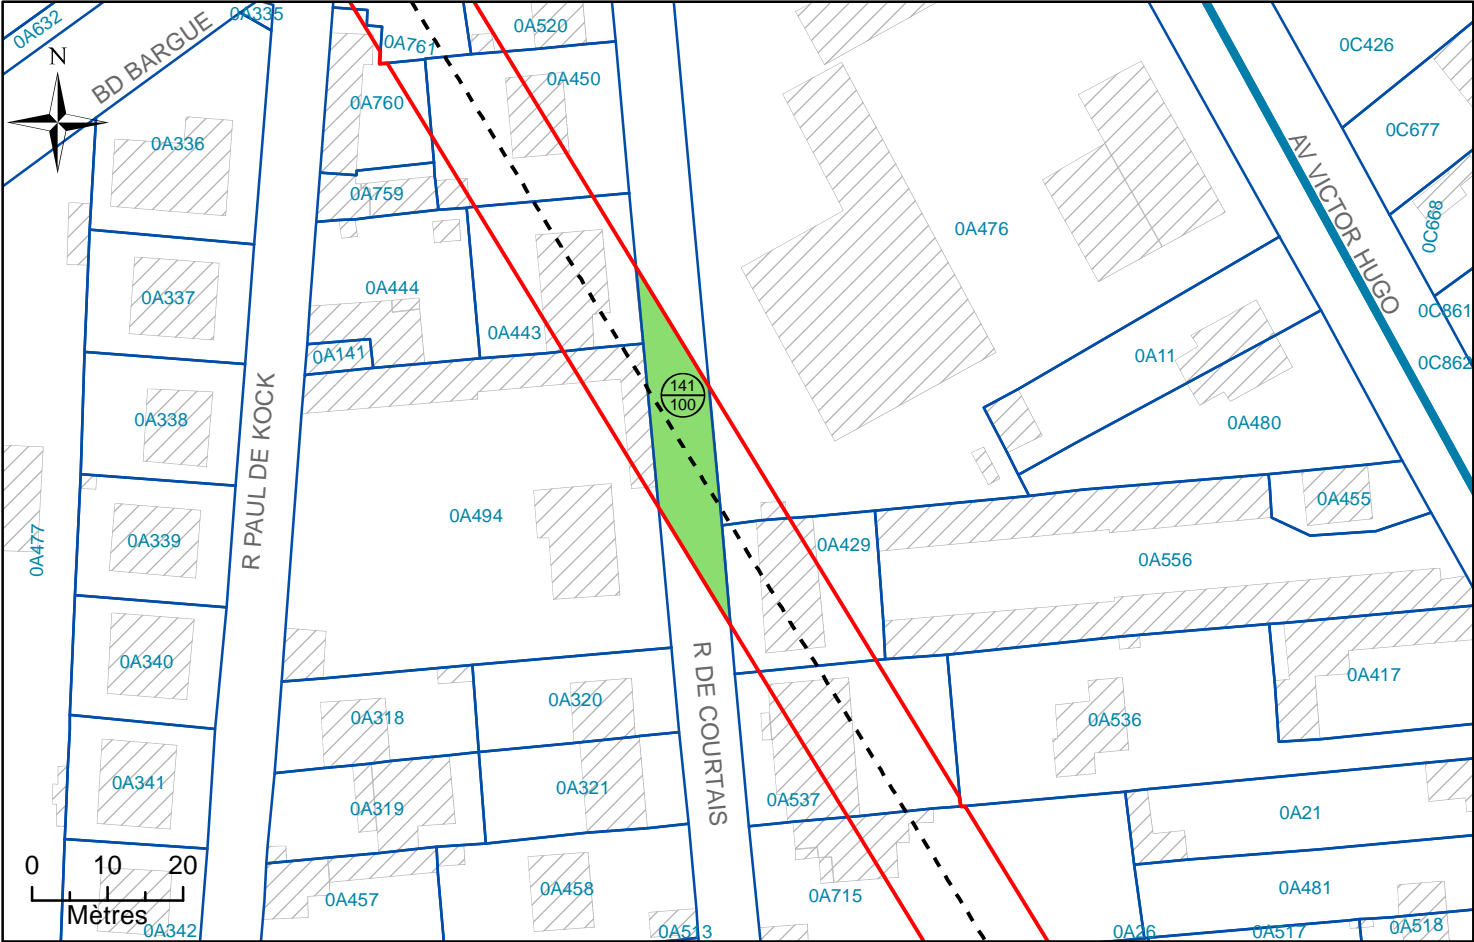 0A632
0A335
0A761
0A520
0C426
BD BARGUE
N
0A760
0A450
0C677
0A336
AV VICTOR HUGO
0A759
0C668
0A476
0A337
0A444
0A443
0C861
0A141
0A11
0C862
141
100
R PAUL DE KOCK
0A338
0A480
0A455
0A494
0A477
0A339
0A429
0A556
0A340
0A417
R DE COURTAIS
0A318
0A320
0A536
0A341
0A319
0A321
0A537
0A21
0 10 20
Mètres
0A457
0A458
0A715
0A481
0A342
0A513
0A26
0A517
0A518